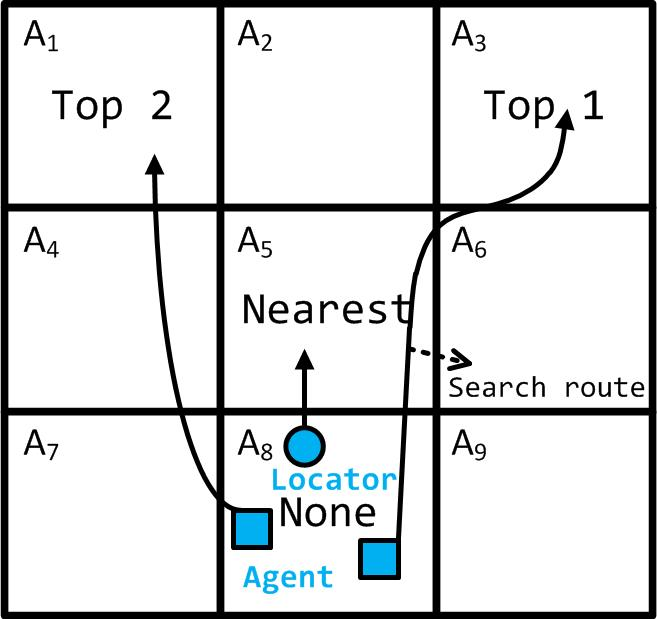 A₁
A₂
A₃
Top 2
Top 1
A₄
A₅
A₆
Nearest
Search route
A₇
A₈
A₉
Locator
None
Agent